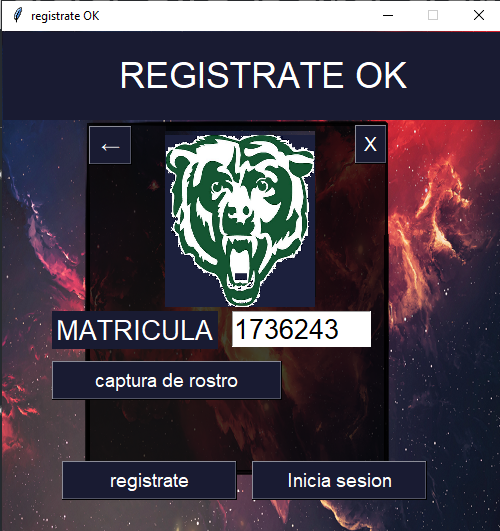 registrate OK
REGISTRATE OK
← X
MATRICULA 1736243
captura de rostro
registrate Inicia sesion